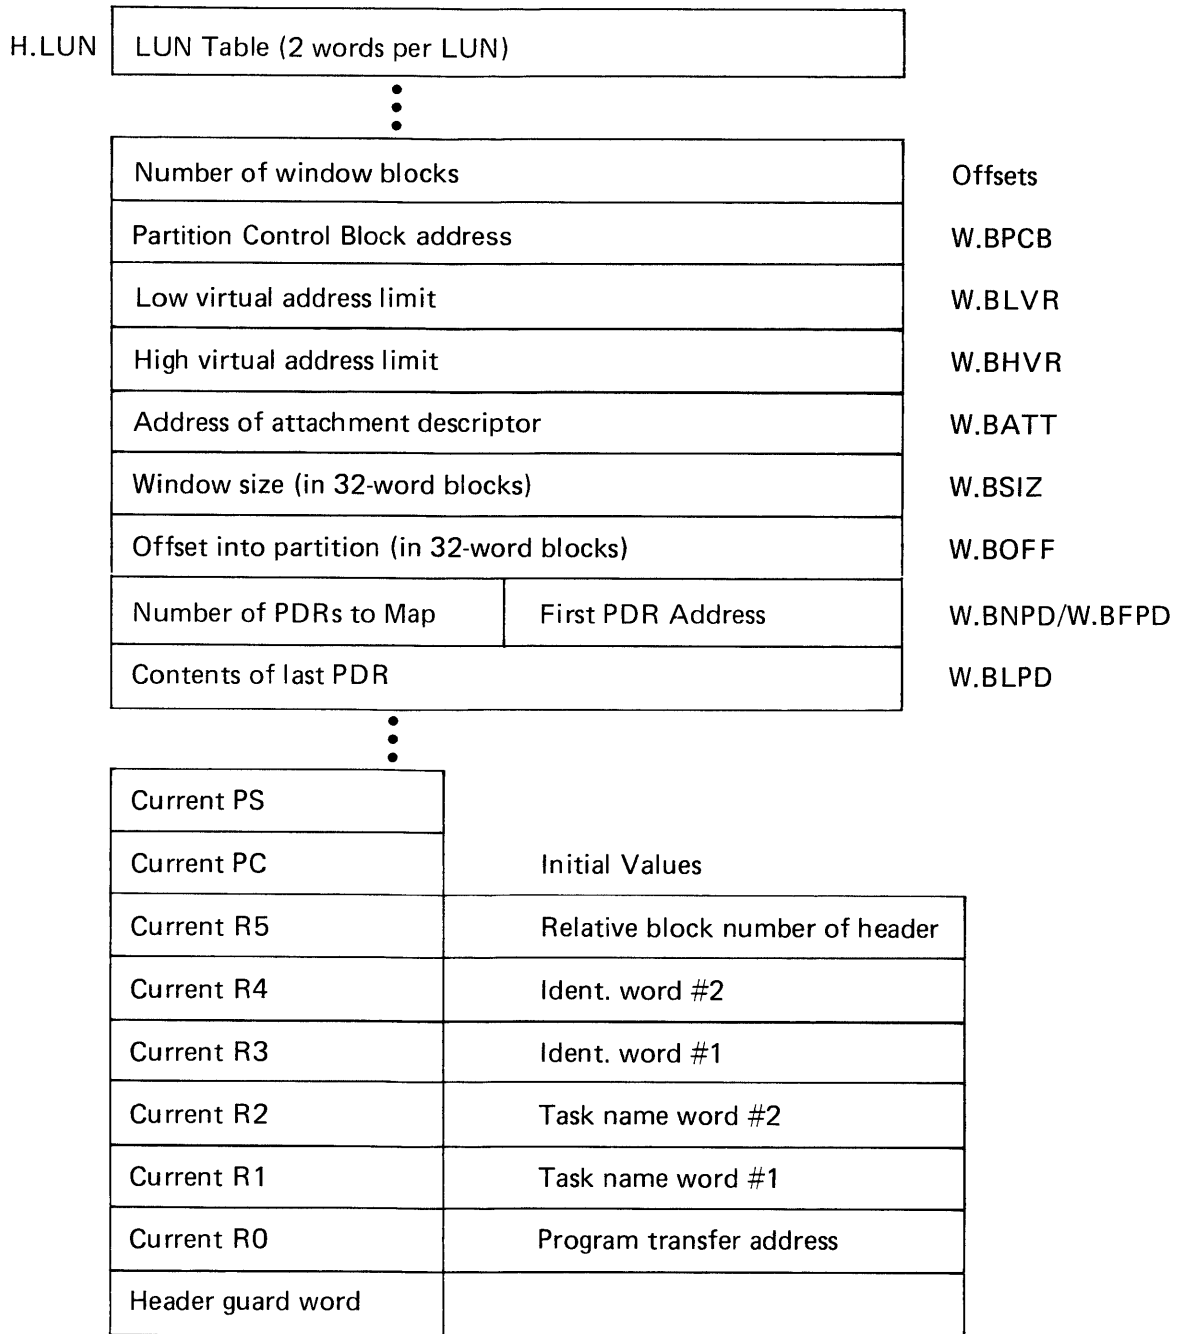 H.LUN LUN Table (2 words per LUN)
Number of window blocks Offsets
Partition Control Block address W.BPCB
Low virtual address limit W.BLVR
High virtual address limit W.BHVR
Address of attachment descriptor W.BATT
Window size (in 32-word blocks) W.BSIZ
Offset into partition (in 32-word blocks) W.BOFF
Number of PDRs to Map First PDR Address W.BNPD/W.BFPD
Contents of last PDR W.BLPD
Current PS
Current PC Initial Values
Current R5 Relative block number of header
Current R4 Ident. word #2
Current R3 Ident. word #1
Current R2 Task name word #2
Current R1 Task name word #1
Current R0 Program transfer address
Header guard word